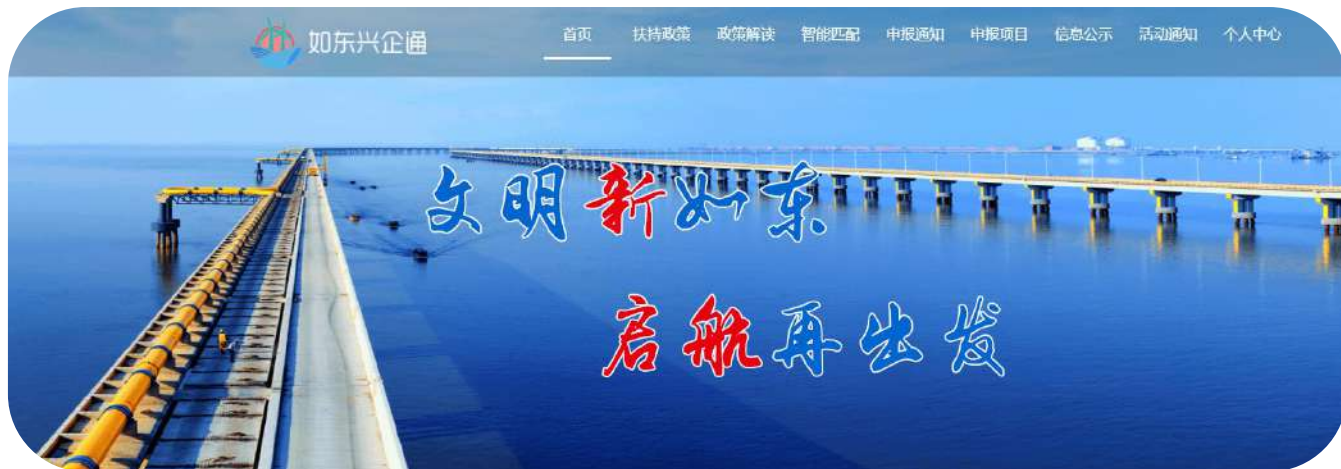 如东兴企通
首页 扶持政策 政策解读 智能匹配 申报通知 申报项目 信息公示 活动通知 个人中心
文明新如东
启航再出发